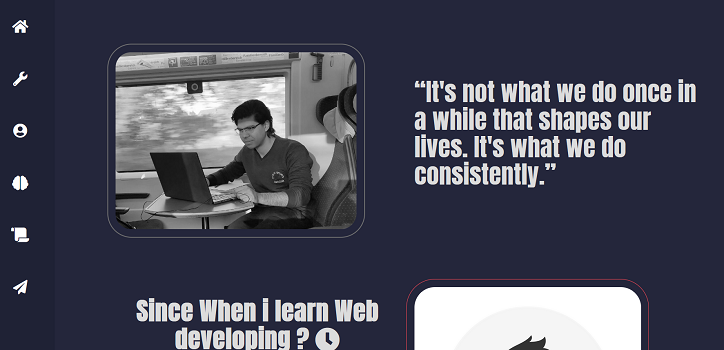 “It's not what we do once in
a while that shapes our
lives. It's what we do
consistently.”
Since When i learn Web
developing ?